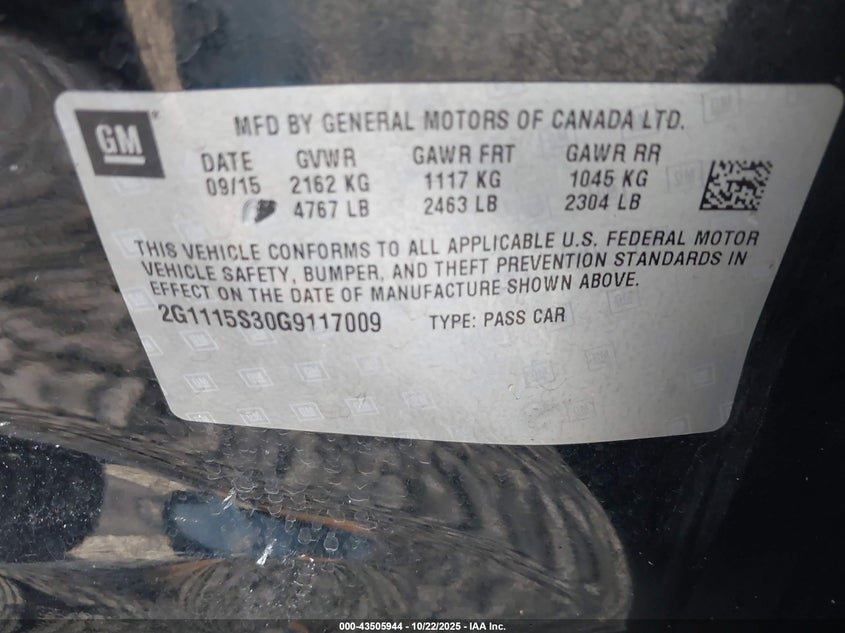 GM
MFD BY GENERAL MOTORS OF CANADA LTD.
DATE GVWR GAWR FRT GAWR RR
09/15 2162 KG 1117 KG 1045 KG
4767 LB 2463 LB 2304 LB
THIS VEHICLE CONFORMS TO ALL APPLICABLE U.S. FEDERAL MOTOR
VEHICLE SAFETY, BUMPER, AND THEFT PREVENTION STANDARDS IN
EFFECT ON THE DATE OF MANUFACTURE SHOWN ABOVE.
2G1115S30G9117009 TYPE: PASS CAR
000-43505944 - 10/22/2025 - IAA Inc.